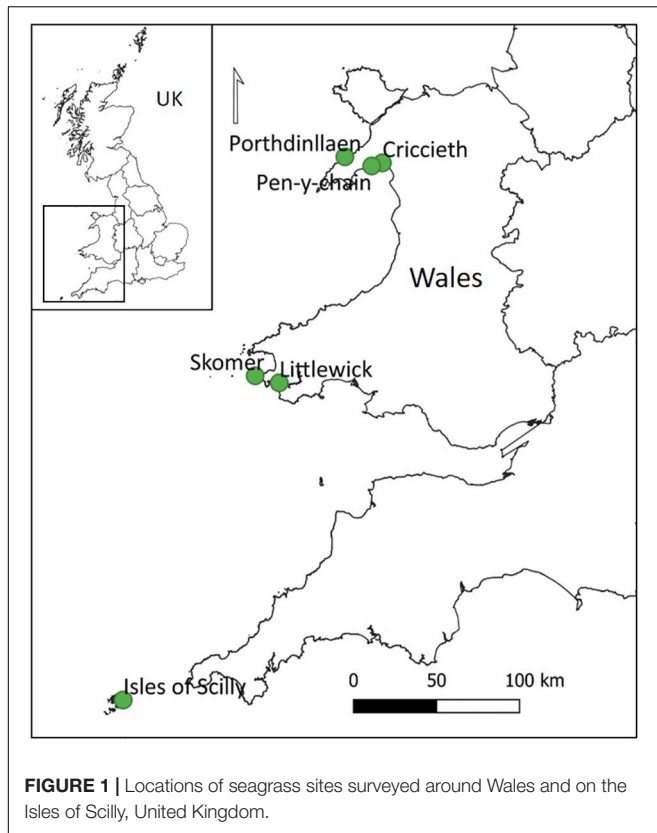 UK
Porthdinllaen
Criccieth
Pen-y-chain
Wales
Skomer
Littlewick
Isles of Scilly
0 50 100 km
FIGURE 1 | Locations of seagrass sites surveyed around Wales and on the
Isles of Scilly, United Kingdom.